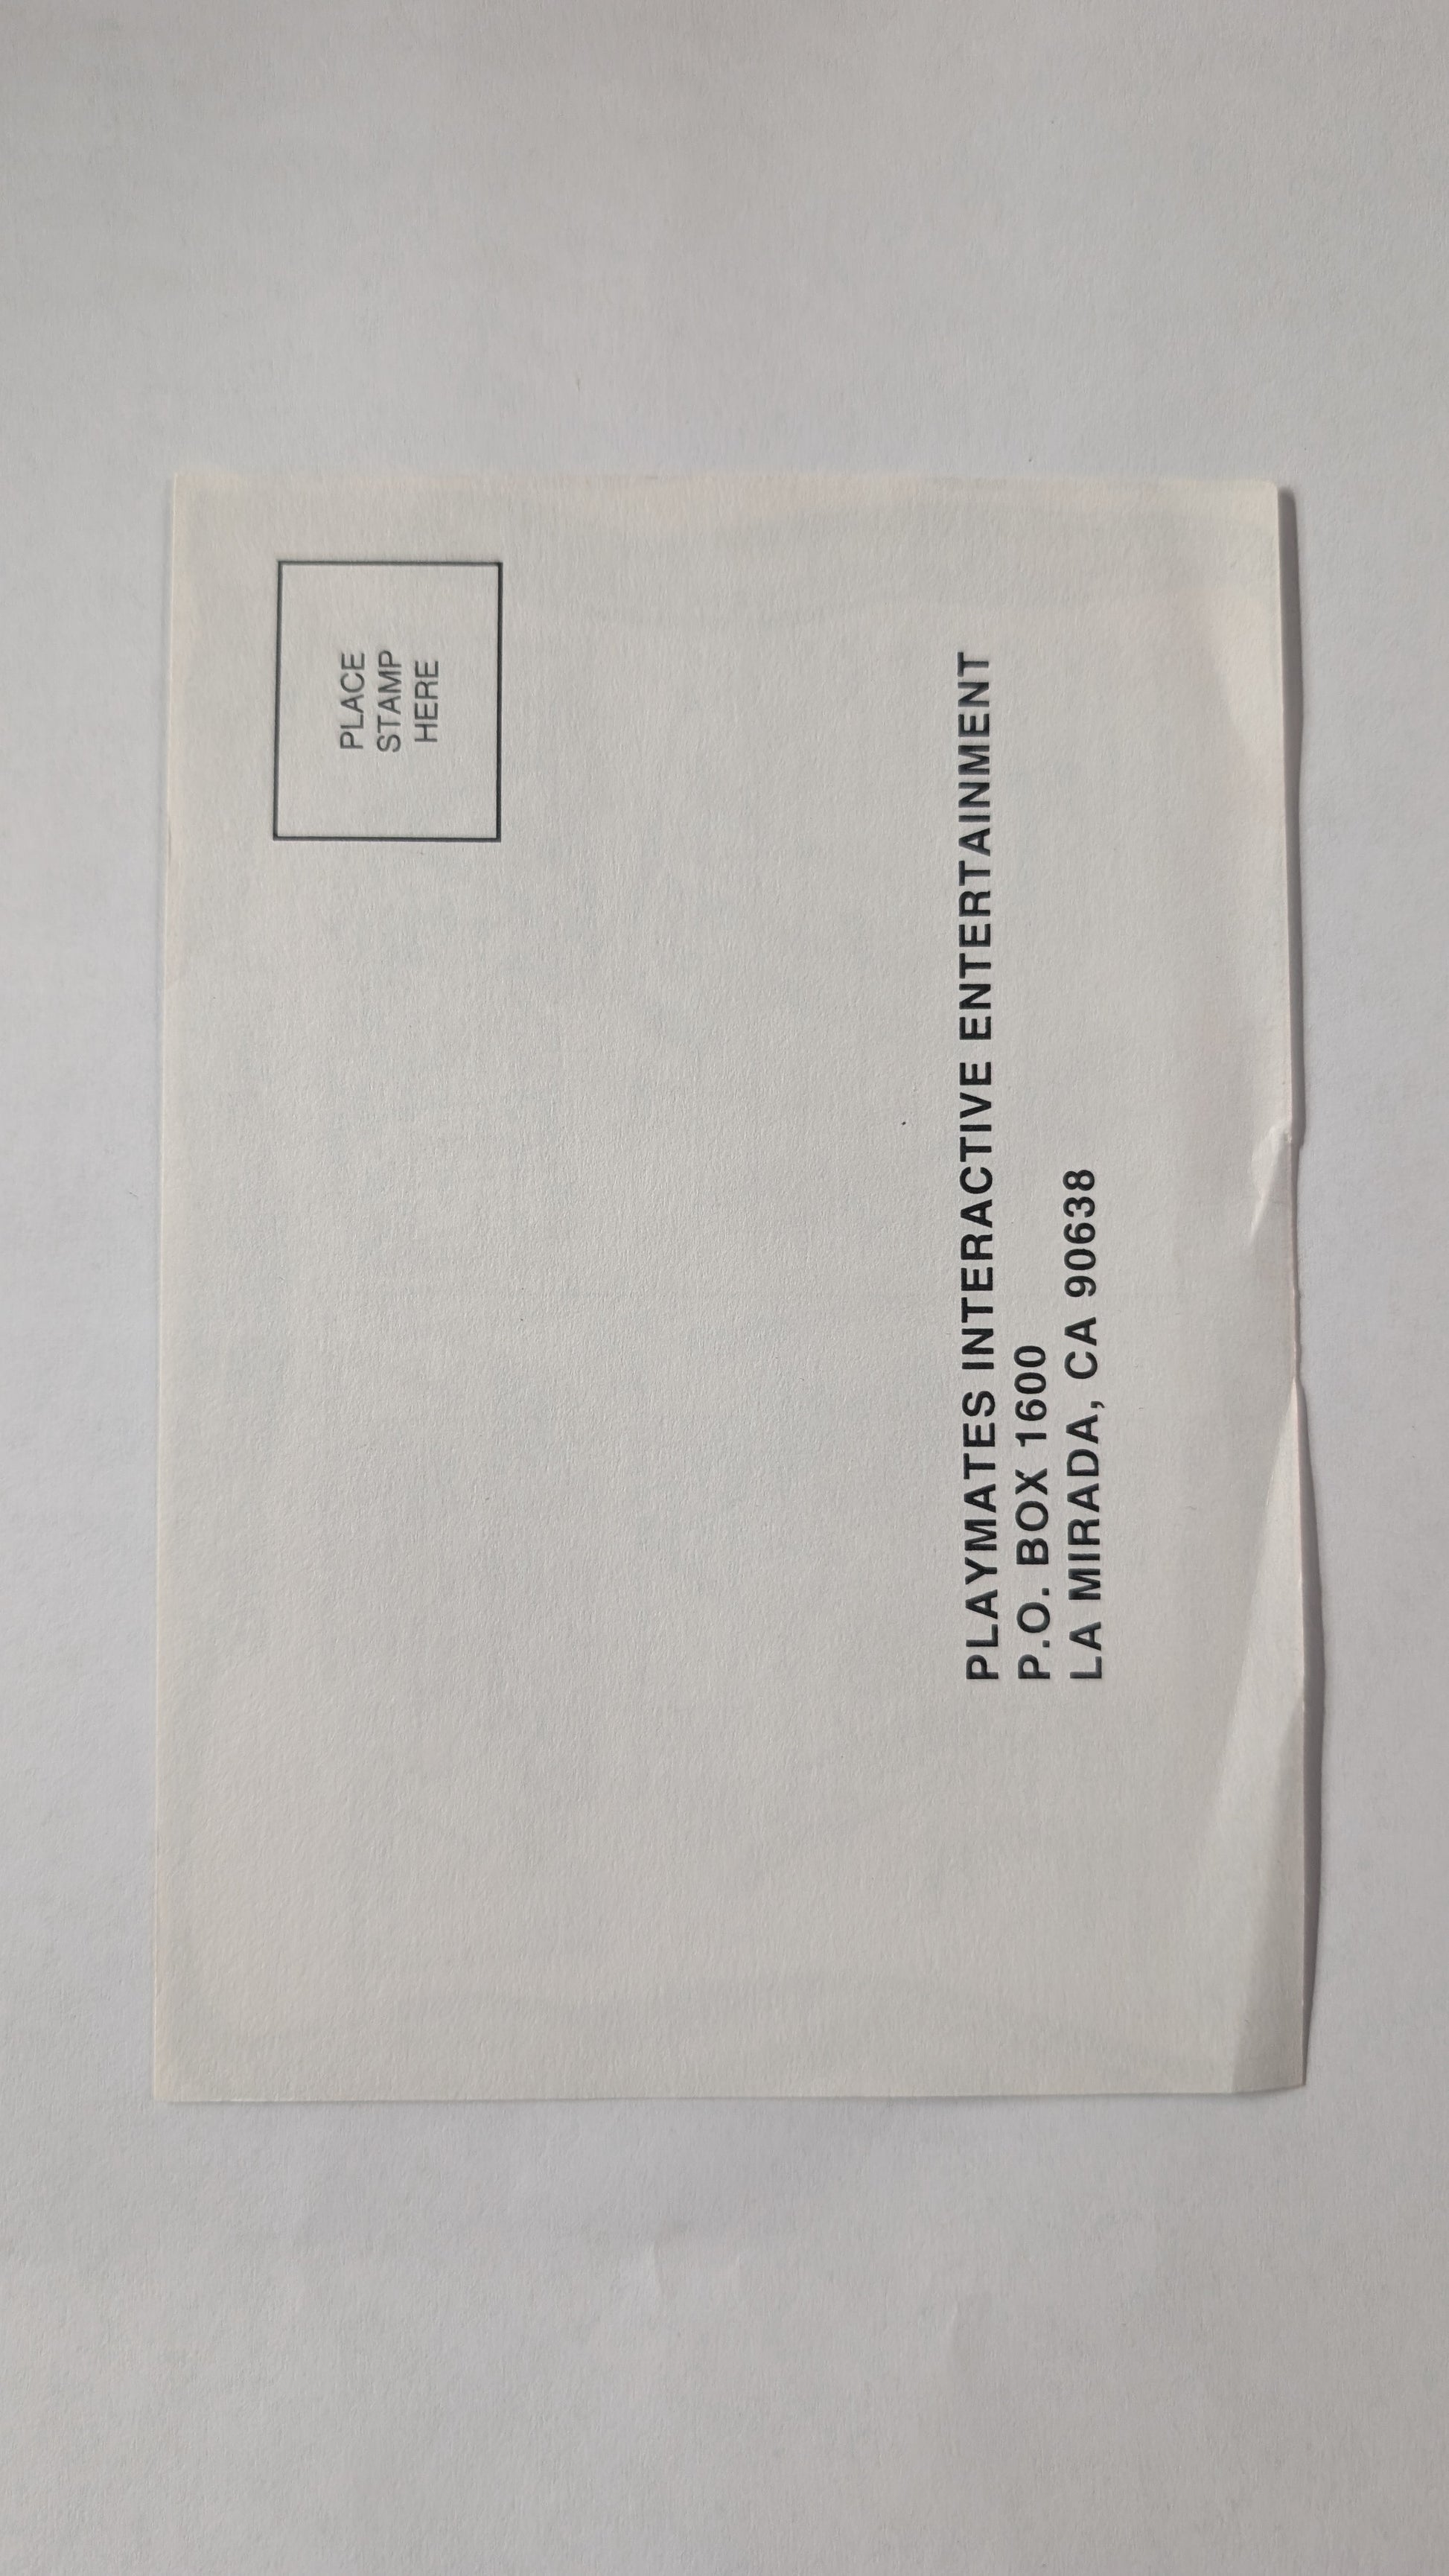 PLACE
STAMP
HERE
PLAYMATES INTERACTIVE ENTERTAINMENT
P.O. BOX 1600
LA MIRADA, CA 90638